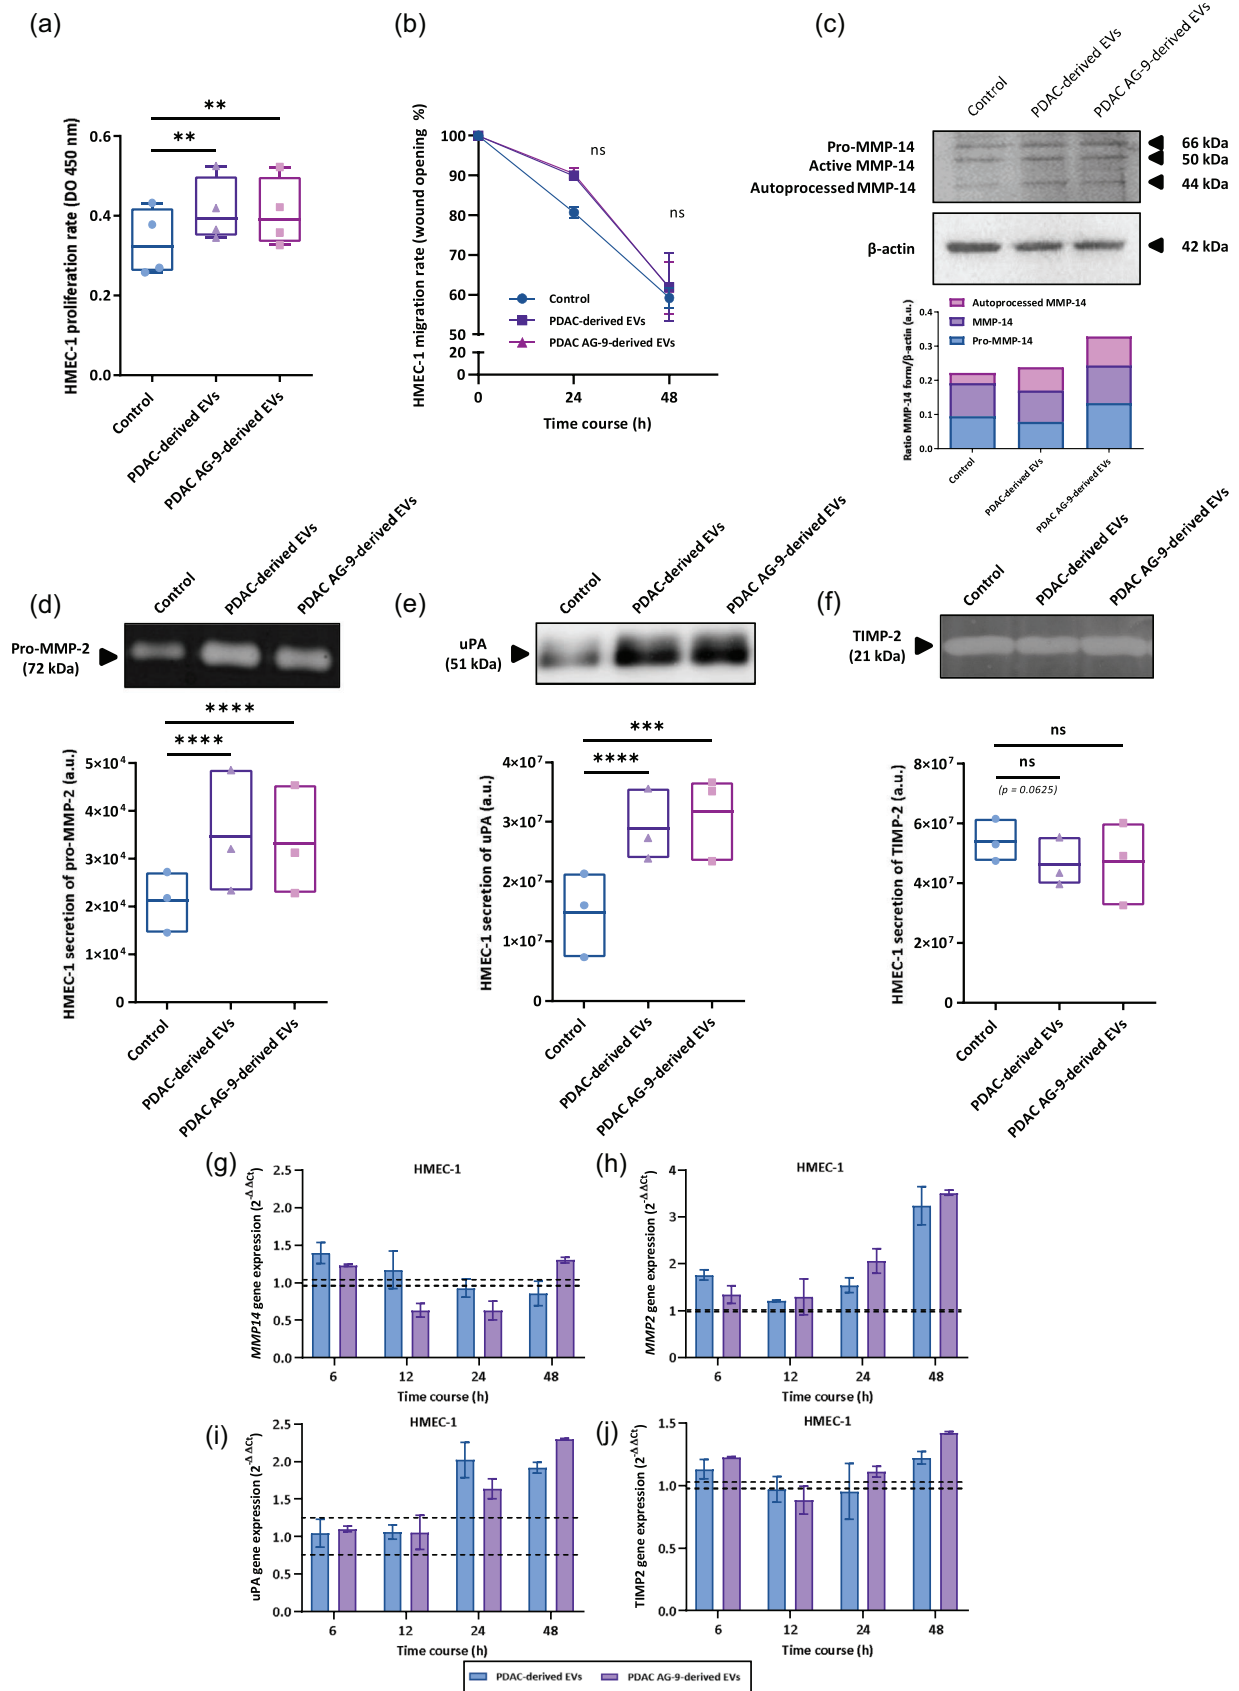 (a)
HMEC-1 proliferation rate (DO 450 nm)
0.6
0.4
0.2
0.0
**
**
Control
PDAC-derived EVs
PDAC AG-9-derived EVs
(b)
HMEC-1 migration rate (wound opening %)
100
90
80
70
60
50
20
0
ns
ns
Control
PDAC-derived EVs
PDAC AG-9-derived EVs
0
24
48
Time course (h)
(c)
Control
PDAC-derived EVs
PDAC AG-9-derived EVs
Pro-MMP-14
66 kDa
Active MMP-14
50 kDa
Autoprocessed MMP-14
44 kDa
β-actin
42 kDa
Ratio MMP-14 form/β-actin (a.u.)
0.4
0.3
0.2
0.1
0.0
Autoprocessed MMP-14
MMP-14
Pro-MMP-14
Control
PDAC-derived EVs
PDAC AG-9-derived EVs
(d)
Control
PDAC-derived EVs
PDAC AG-9-derived EVs
Pro-MMP-2
(72 kDa)
****
****
HMEC-1 secretion of pro-MMP-2 (a.u.)
5×10⁴
4×10⁴
3×10⁴
2×10⁴
1×10⁴
0
Control
PDAC-derived EVs
PDAC AG-9-derived EVs
(e)
Control
PDAC-derived EVs
PDAC AG-9-derived EVs
uPA
(51 kDa)
***
****
HMEC-1 secretion of uPA (a.u.)
4×10⁷
3×10⁷
2×10⁷
1×10⁷
0
Control
PDAC-derived EVs
PDAC AG-9-derived EVs
(f)
Control
PDAC-derived EVs
PDAC AG-9-derived EVs
TIMP-2
(21 kDa)
ns
ns
(p = 0.0625)
HMEC-1 secretion of TIMP-2 (a.u.)
8×10⁷
6×10⁷
4×10⁷
2×10⁷
0
Control
PDAC-derived EVs
PDAC AG-9-derived EVs
(g)
HMEC-1
MMP14 gene expression (2^-ΔΔCt)
2.5
2.0
1.5
1.0
0.5
0.0
6
12
24
48
Time course (h)
(h)
HMEC-1
MMP2 gene expression (2^-ΔΔCt)
4
3
2
1
0
6
12
24
48
Time course (h)
(i)
HMEC-1
uPA gene expression (2^-ΔΔCt)
2.5
2.0
1.5
1.0
0.5
0.0
6
12
24
48
Time course (h)
(j)
HMEC-1
TIMP2 gene expression (2^-ΔΔCt)
1.5
1.0
0.5
0.0
6
12
24
48
Time course (h)
PDAC-derived EVs
PDAC AG-9-derived EVs